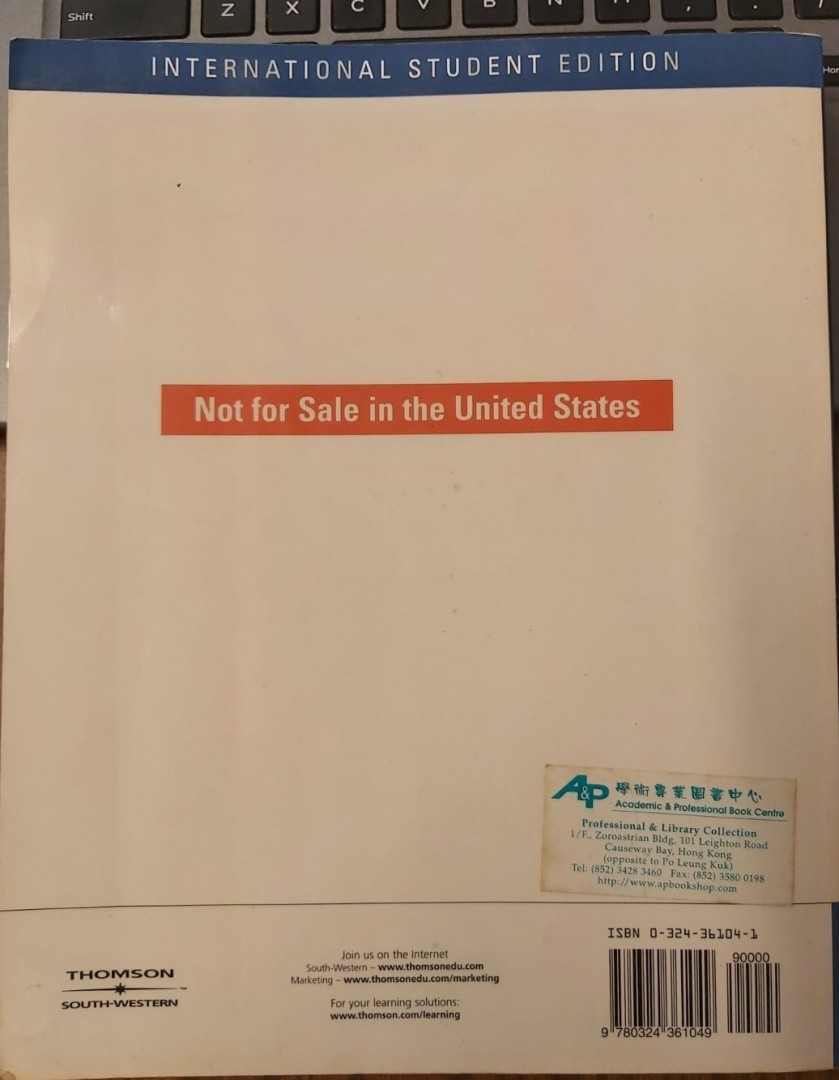 Shift Z X C V B N M , . /
Hor
INTERNATIONAL STUDENT EDITION
Not for Sale in the United States
A&P 學術專業圖書中心
Academic & Professional Book Centre
Professional & Library Collection
1/F., Zoroastrian Bldg, 101 Leighton Road
Causeway Bay, Hong Kong
(opposite to Po Leung Kuk)
Tel: (852) 3428 3460 Fax: (852) 3580 0198
http://www.apbookshop.com
THOMSON
™
SOUTH-WESTERN
Join us on the Internet
South-Western – www.thomsonedu.com
Marketing – www.thomsonedu.com/marketing
For your learning solutions:
www.thomson.com/learning
ISBN 0-324-36104-1
90000
9 780324 361049